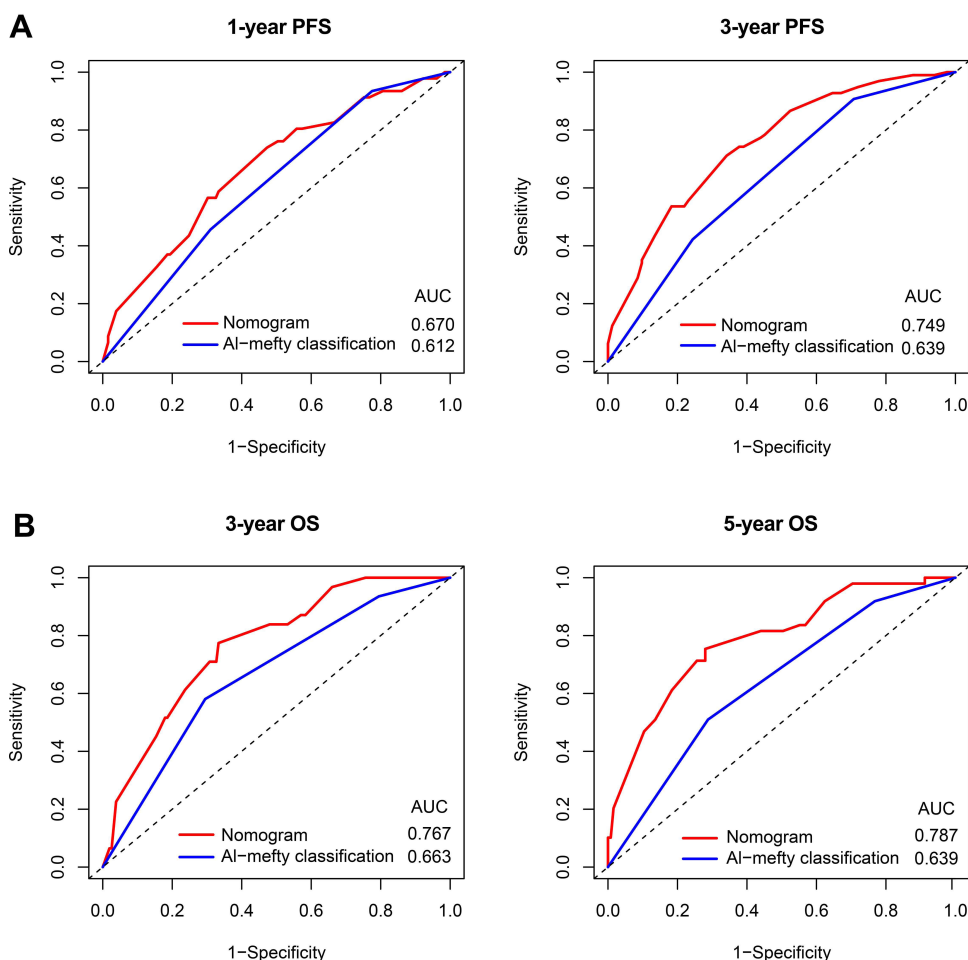 A
1-year PFS
Sensitivity
0.0 0.2 0.4 0.6 0.8 1.0
AUC
Nomogram 0.670
Al−mefty classification 0.612
0.0 0.2 0.4 0.6 0.8 1.0
1−Specificity
3-year PFS
Sensitivity
0.0 0.2 0.4 0.6 0.8 1.0
AUC
Nomogram 0.749
Al−mefty classification 0.639
0.0 0.2 0.4 0.6 0.8 1.0
1−Specificity
B
3-year OS
Sensitivity
0.0 0.2 0.4 0.6 0.8 1.0
AUC
Nomogram 0.767
Al−mefty classification 0.663
0.0 0.2 0.4 0.6 0.8 1.0
1−Specificity
5-year OS
Sensitivity
0.0 0.2 0.4 0.6 0.8 1.0
AUC
Nomogram 0.787
Al−mefty classification 0.639
0.0 0.2 0.4 0.6 0.8 1.0
1−Specificity